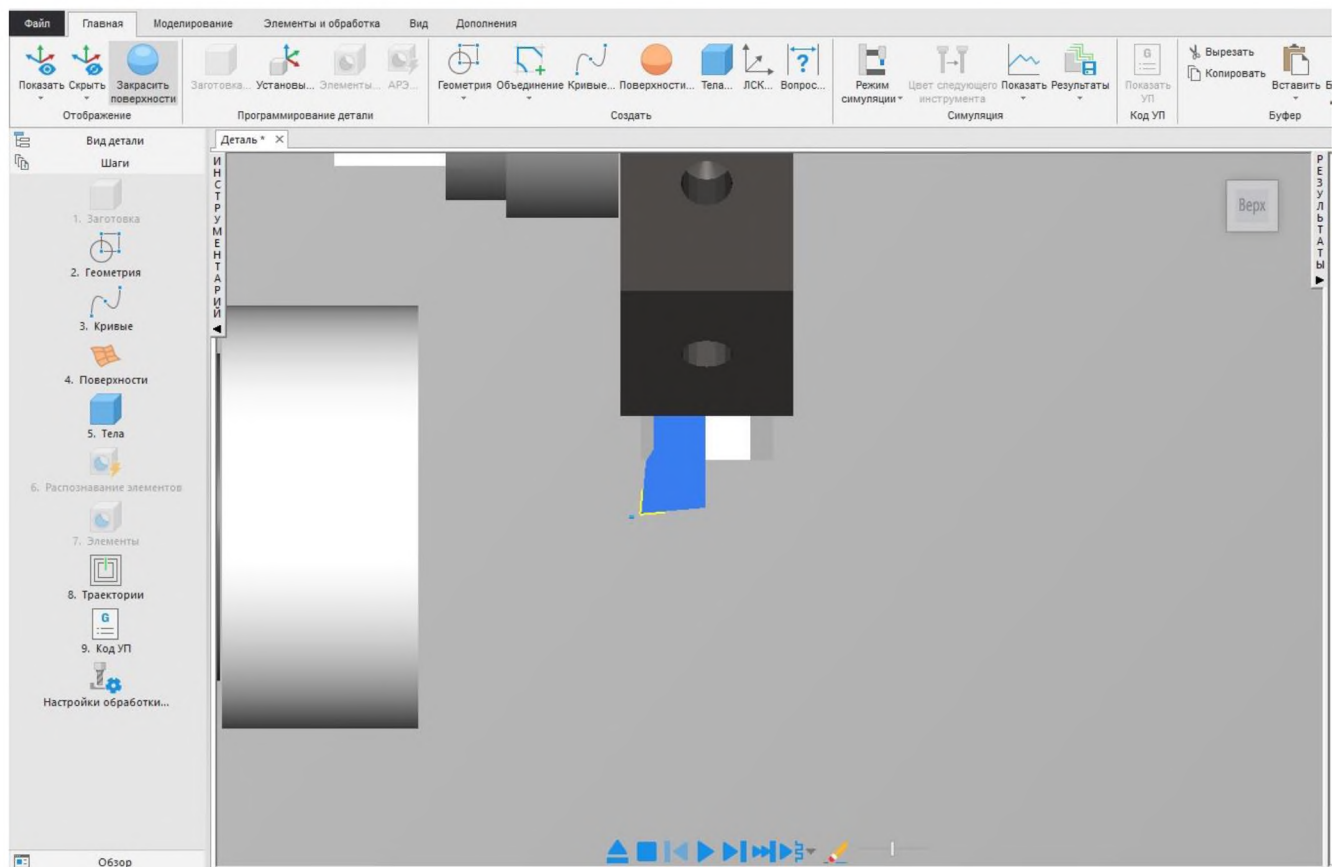 Файл Главная Моделирование Элементы и обработка Вид Дополнения
Показать Скрыть Закрасить поверхности
Заготовка... Установы... Элементы... АРЭ...
Геометрия Объединение Кривые... Поверхности... Тела... ЛСК... Вопрос...
Режим симуляции Цвет следующего инструмента Показать Результаты
Показать УП
Вырезать
Копировать
Вставить
Отображение Программирование детали Создать Симуляция Код УП Буфер
Вид детали
Шаги
Деталь *
ИНСТРУМЕНТАРИЙ
РЕЗУЛЬТАТЫ
Верх
1. Заготовка
2. Геометрия
3. Кривые
4. Поверхности
5. Тела
6. Распознавание элементов
7. Элементы
8. Траектории
G
9. Код УП
Настройки обработки...
Обзор